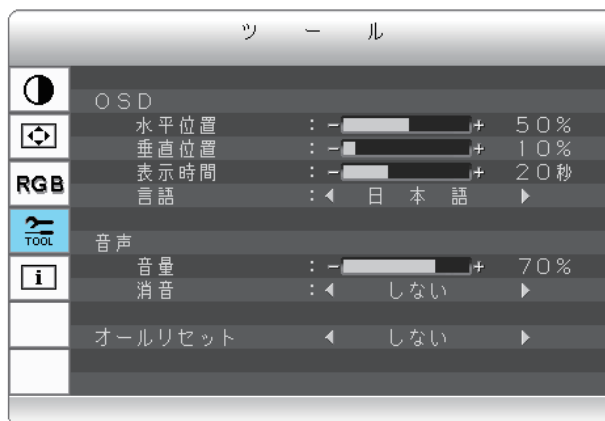 ツール
OSD
水平位置 : - + 50%
垂直位置 : - + 10%
表示時間 : - + 20秒
RGB
言語 : 日本語
TOOL
音声
音量 : - + 70%
i
消音 : しない
オールリセット しない